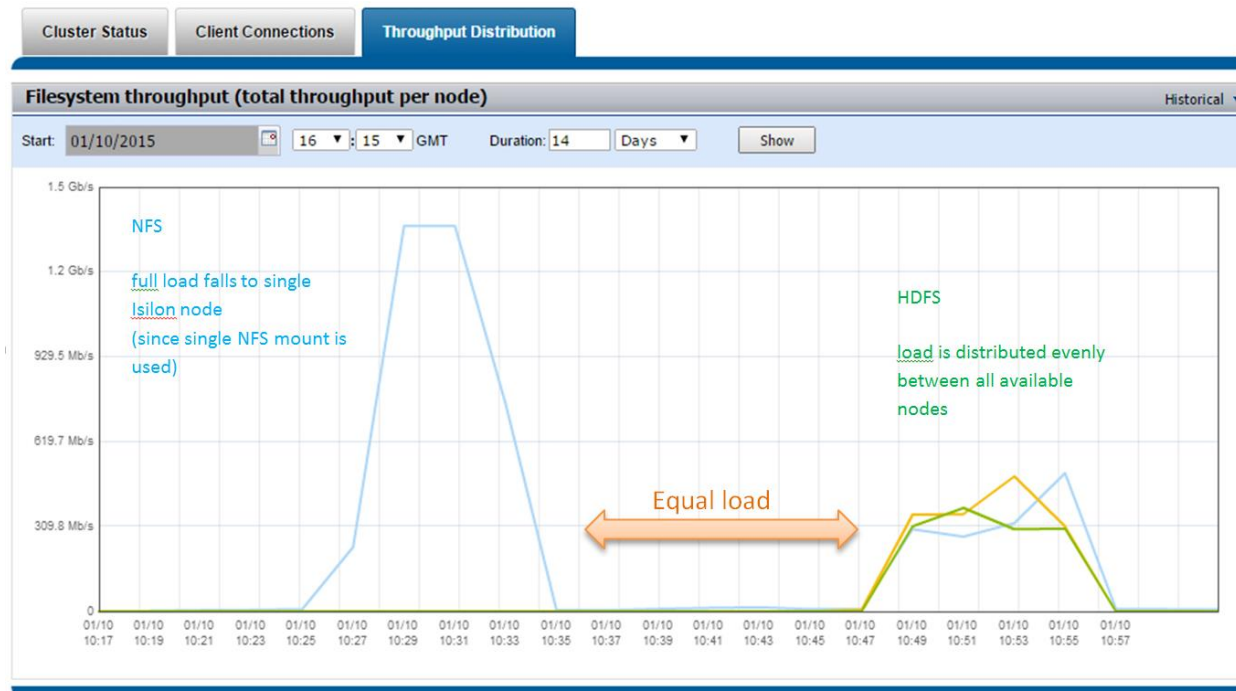 Cluster Status Client Connections Throughput Distribution
Filesystem throughput (total throughput per node) Historical
Start: 01/10/2015 16 : 15 GMT Duration: 14 Days Show
1.5 Gb/s
1.2 Gb/s
929.5 Mb/s
619.7 Mb/s
309.8 Mb/s
0
NFS
full load falls to single
Isilon node
(since single NFS mount is
used)
HDFS
load is distributed evenly
between all available
nodes
Equal load
01/10 01/10 01/10 01/10 01/10 01/10 01/10 01/10 01/10 01/10 01/10 01/10 01/10 01/10 01/10 01/10 01/10 01/10 01/10 01/10 01/10
10:17 10:19 10:21 10:23 10:25 10:27 10:29 10:31 10:33 10:35 10:37 10:39 10:41 10:43 10:45 10:47 10:49 10:51 10:53 10:55 10:57